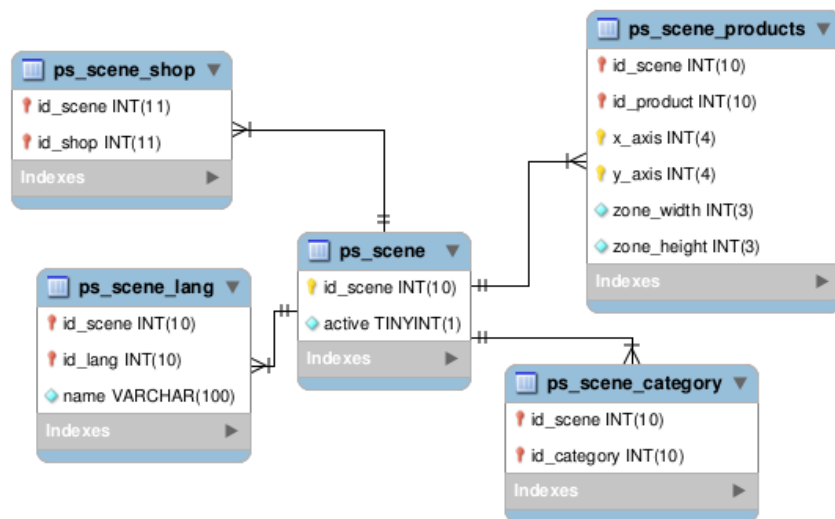 ps_scene_shop
id_scene INT(11)
id_shop INT(11)
Indexes
ps_scene_products
id_scene INT(10)
id_product INT(10)
x_axis INT(4)
y_axis INT(4)
zone_width INT(3)
zone_height INT(3)
Indexes
ps_scene
id_scene INT(10)
active TINYINT(1)
Indexes
ps_scene_lang
id_scene INT(10)
id_lang INT(10)
name VARCHAR(100)
Indexes
ps_scene_category
id_scene INT(10)
id_category INT(10)
Indexes